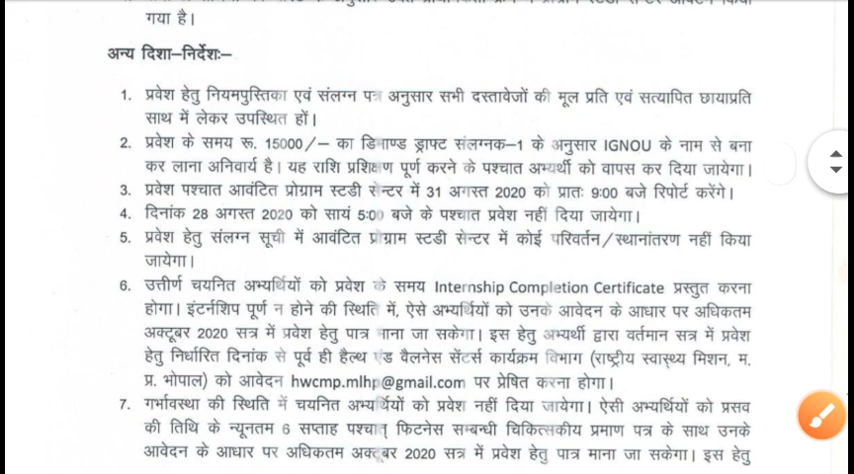 गया है।
अन्य दिशा–निर्देशः–
1. प्रवेश हेतु नियमपुस्तिका एवं संलग्न पत्र अनुसार सभी दस्तावेजों की मूल प्रति एवं सत्यापित छायाप्रति
साथ में लेकर उपस्थित हों।
2. प्रवेश के समय रू. 15000/– का डिमाण्ड ड्राफ्ट संलग्नक–1 के अनुसार IGNOU के नाम से बना
कर लाना अनिवार्य है। यह राशि प्रशिक्षण पूर्ण करने के पश्चात अभ्यर्थी को वापस कर दिया जायेगा।
3. प्रवेश पश्चात आवंटित प्रोग्राम स्टडी सेन्टर में 31 अगस्त 2020 को प्रातः 9:00 बजे रिपोर्ट करेंगे।
4. दिनांक 28 अगस्त 2020 को सायं 5:00 बजे के पश्चात प्रवेश नहीं दिया जायेगा।
5. प्रवेश हेतु संलग्न सूची में आवंटित प्रोग्राम स्टडी सेन्टर में कोई परिवर्तन/स्थानांतरण नहीं किया
जायेगा।
6. उत्तीर्ण चयनित अभ्यर्थियों को प्रवेश के समय Internship Completion Certificate प्रस्तुत करना
होगा। इंटर्नशिप पूर्ण न होने की स्थिति में, ऐसे अभ्यर्थियों को उनके आवेदन के आधार पर अधिकतम
अक्टूबर 2020 सत्र में प्रवेश हेतु पात्र माना जा सकेगा। इस हेतु अभ्यर्थी द्वारा वर्तमान सत्र में प्रवेश
हेतु निर्धारित दिनांक से पूर्व ही हैल्थ एंड वैलनेस सेंटर्स कार्यक्रम विभाग (राष्ट्रीय स्वास्थ्य मिशन, म.
प्र. भोपाल) को आवेदन hwcmp.mlhp@gmail.com पर प्रेषित करना होगा।
7. गर्भावस्था की स्थिति में चयनित अभ्यर्थियों को प्रवेश नहीं दिया जायेगा। ऐसी अभ्यर्थियों को प्रसव
की तिथि के न्यूनतम 6 सप्ताह पश्चात् फिटनेस सम्बन्धी चिकित्सकीय प्रमाण पत्र के साथ उनके
आवेदन के आधार पर अधिकतम अक्टूबर 2020 सत्र में प्रवेश हेतु पात्र माना जा सकेगा। इस हेतु